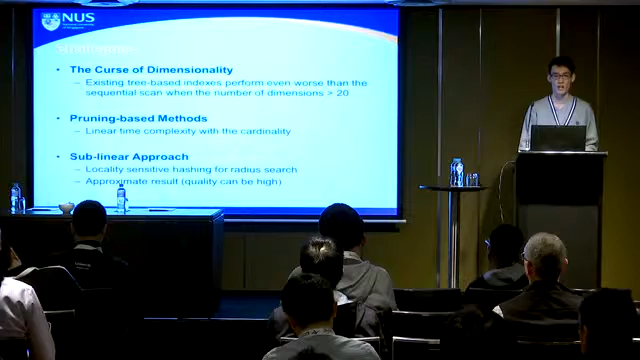 NUS
• The Curse of Dimensionality
– Existing tree-based indexes perform even worse than the
sequential scan when the number of dimensions > 20
• Pruning-based Methods
– Linear time complexity with the cardinality
• Sub-linear Approach
– Locality sensitive hashing for radius search
– Approximate result (quality can be high)